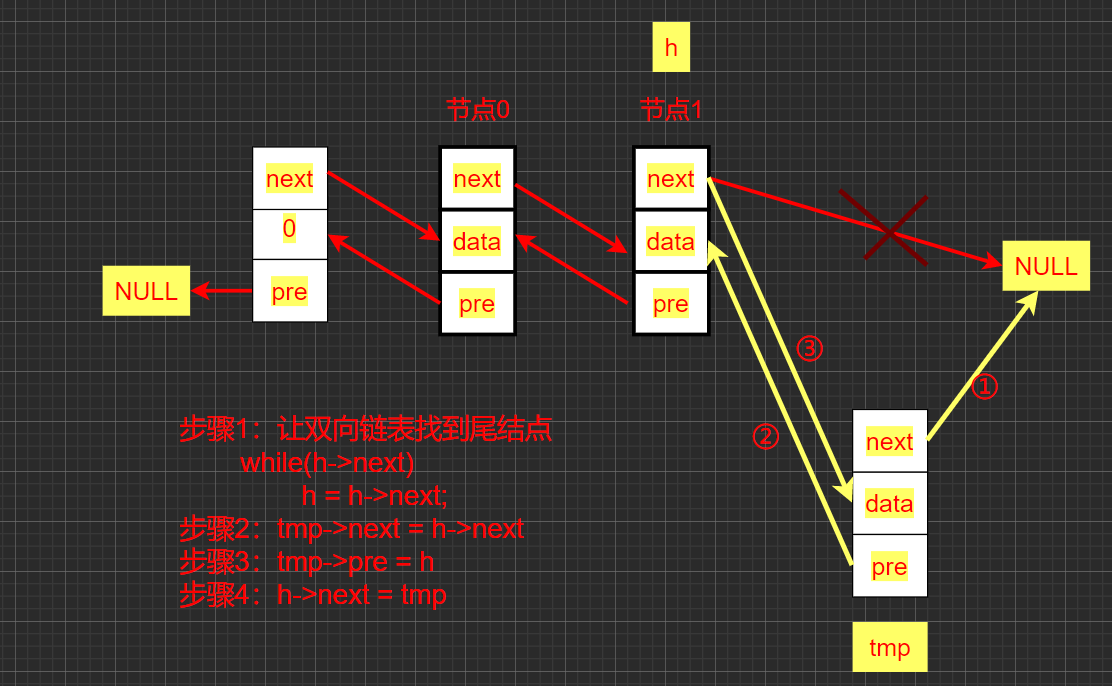 h
节点0
节点1
next
next
next
0
data
data
NULL
pre
pre
pre
NULL
③
①
②
步骤1：让双向链表找到尾结点
while(h->next)
h = h->next;
步骤2：tmp->next = h->next
步骤3：tmp->pre = h
步骤4：h->next = tmp
next
data
pre
tmp